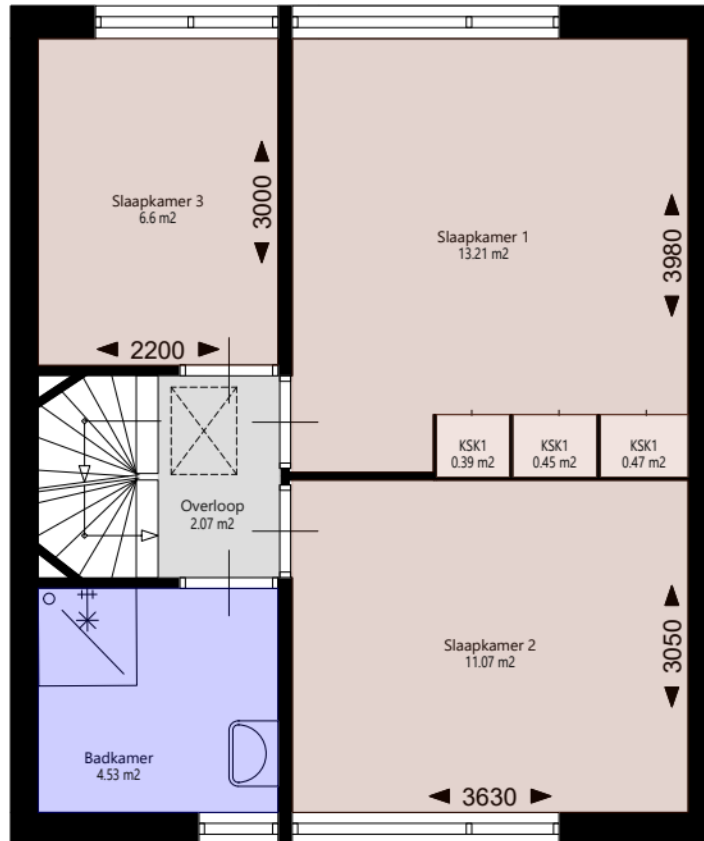 Slaapkamer 3
6.6 m2
3000
2200
Slaapkamer 1
13.21 m2
3980
KSK1
0.39 m2
KSK1
0.45 m2
KSK1
0.47 m2
Overloop
2.07 m2
Slaapkamer 2
11.07 m2
3050
3630
Badkamer
4.53 m2